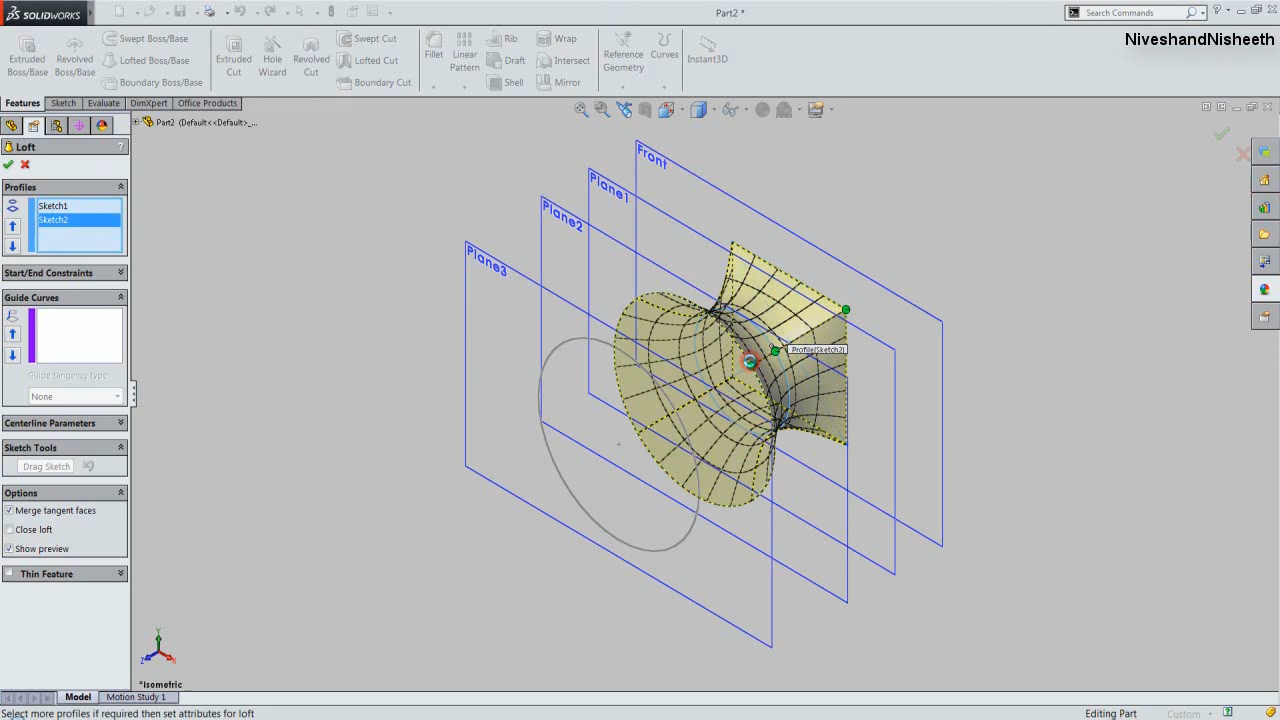 SOLIDWORKS
Part2 *
Search Commands
NiveshandNisheeth
Extruded Boss/Base
Revolved Boss/Base
Swept Boss/Base
Lofted Boss/Base
Boundary Boss/Base
Extruded Cut
Hole Wizard
Revolved Cut
Swept Cut
Lofted Cut
Boundary Cut
Fillet
Linear Pattern
Rib
Draft
Shell
Wrap
Intersect
Mirror
Reference Geometry
Curves
Instant3D
Features
Sketch
Evaluate
DimXpert
Office Products
Part2 (Default<<Default>_...
Loft
?
Profiles
Sketch1
Sketch2
Start/End Constraints
Guide Curves
Guide tangency type:
None
Centerline Parameters
Sketch Tools
Drag Sketch
Options
Merge tangent faces
Close loft
Show preview
Thin Feature
Front
Plane1
Plane2
Plane3
Profile(Sketch2)
Y
Z
X
*Isometric
Model
Motion Study 1
Select more profiles if required then set attributes for loft
Editing Part
Custom